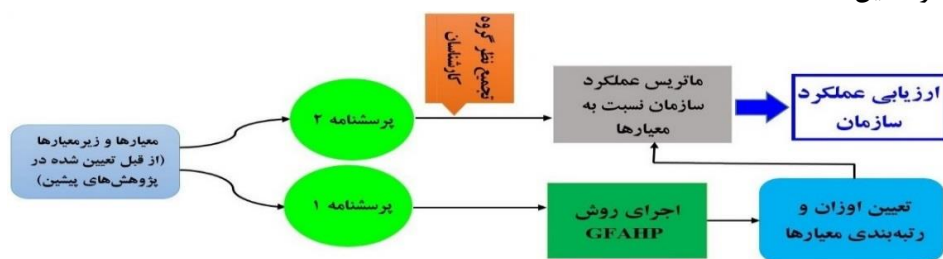 معیارها و زیرمعیارها
(از قبل تعیین شده در
پژوهش‌های پیشین)
پرسشنامه ۲
پرسشنامه ۱
تجمیع نظر گروه
کارشناسان
ماتریس عملکرد
سازمان نسبت به
معیارها
ارزیابی عملکرد
سازمان
اجرای روش
GFAHP
تعیین اوزان و
رتبه‌بندی معیارها